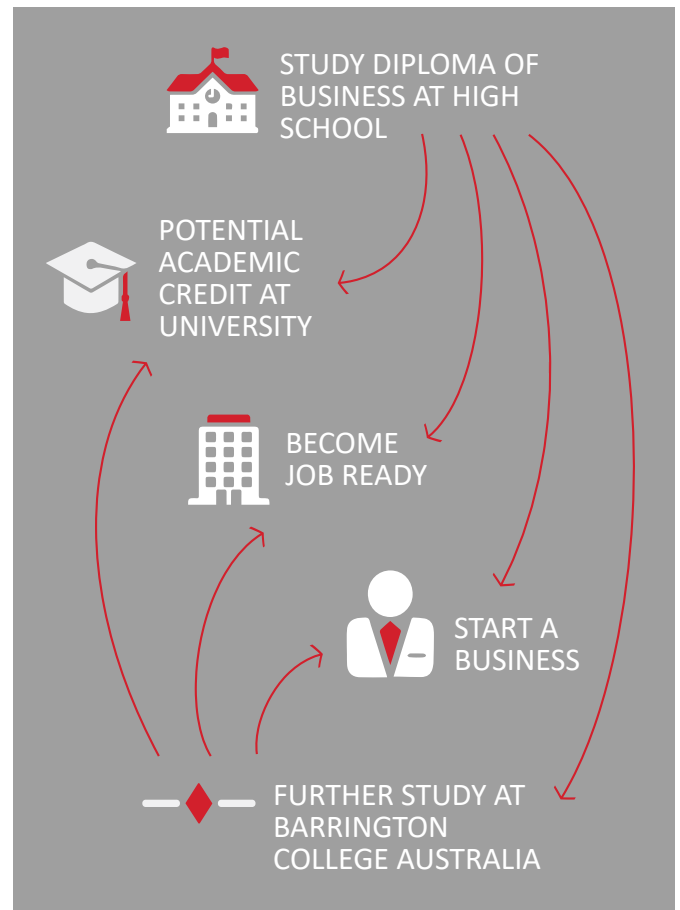 STUDY DIPLOMA OF
BUSINESS AT HIGH
SCHOOL
POTENTIAL
ACADEMIC
CREDIT AT
UNIVERSITY
BECOME
JOB READY
START A
BUSINESS
FURTHER STUDY AT
BARRINGTON
COLLEGE AUSTRALIA